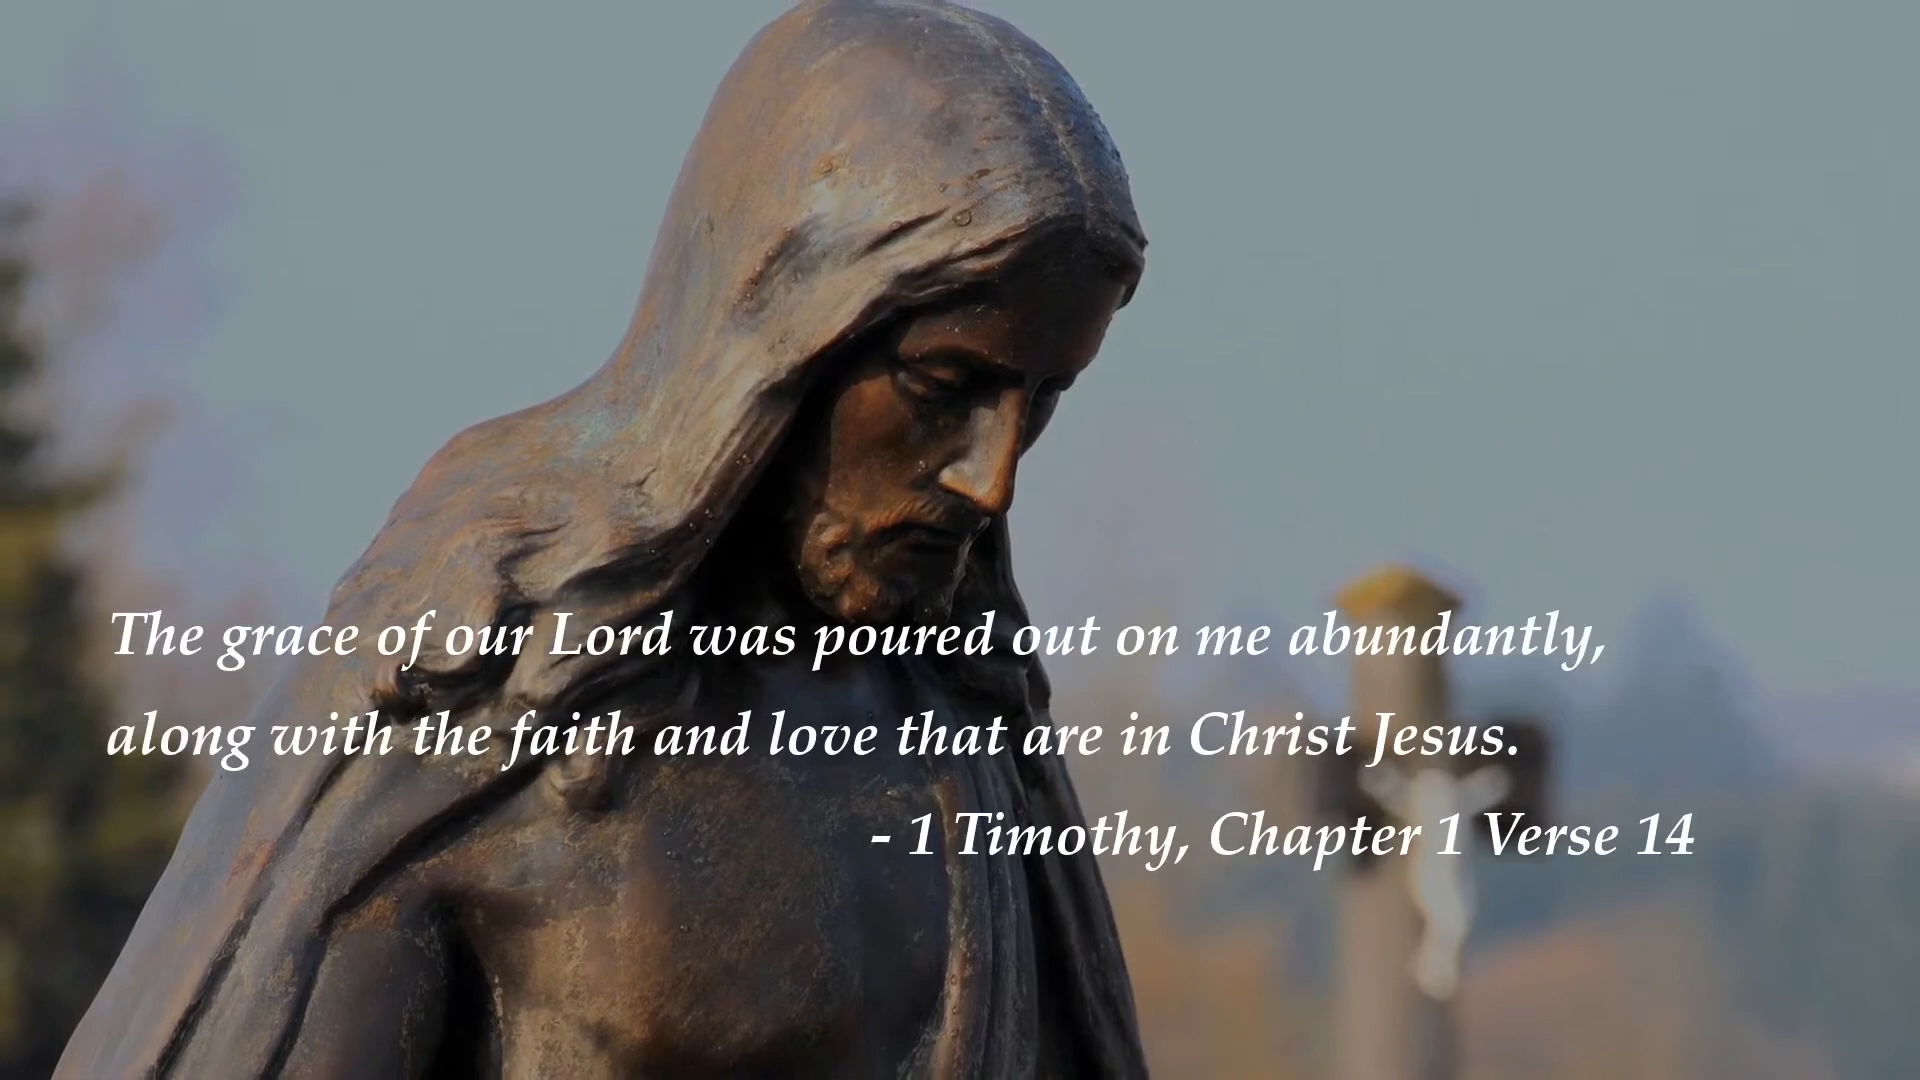 The grace of our Lord was poured out on me abundantly,
along with the faith and love that are in Christ Jesus.
- 1 Timothy, Chapter 1 Verse 14